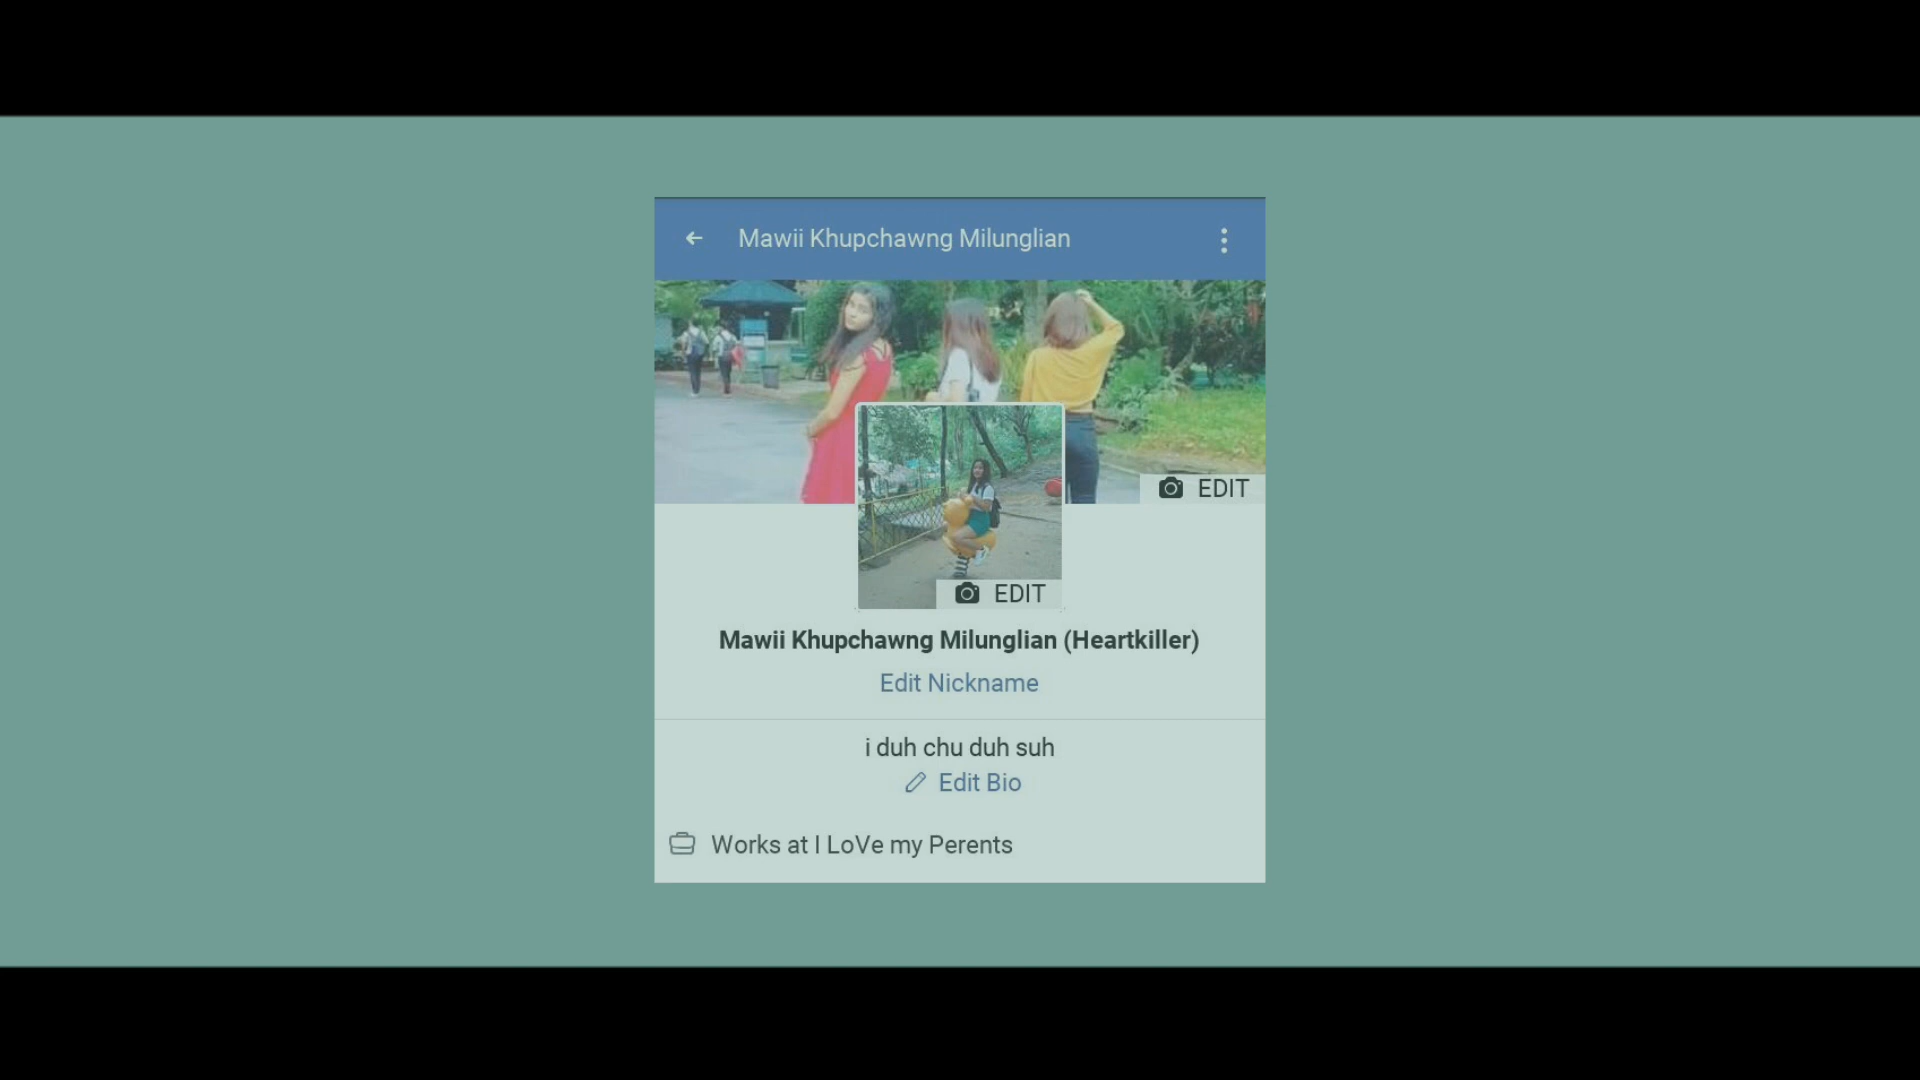 Mawii Khupchawng Milunglian
EDIT
EDIT
Mawii Khupchawng Milunglian (Heartkiller)
Edit Nickname
i duh chu duh suh
Edit Bio
Works at I LoVe my Perents